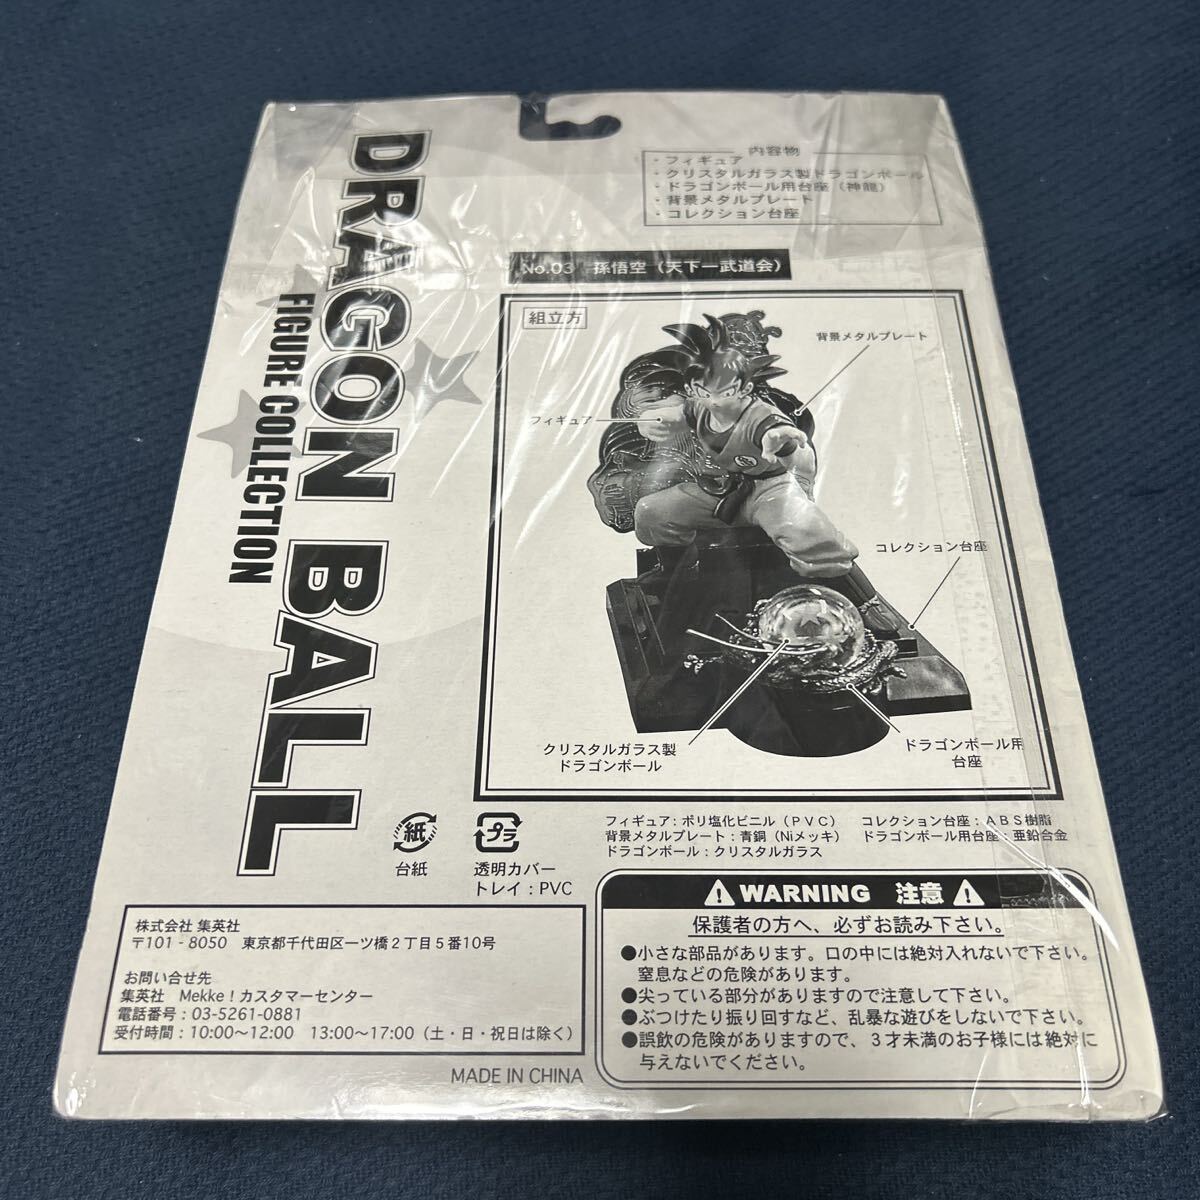 DRAGON BALL
FIGURE COLLECTION
内容物
・フィギュア
・クリスタルガラス製ドラゴンボール
・ドラゴンボール用台座（神龍）
・背景メタルプレート
・コレクション台座
No.03　孫悟空（天下一武道会）
組立方
背景メタルプレート
フィギュア
コレクション台座
クリスタルガラス製
ドラゴンボール
ドラゴンボール用
台座
紙
台紙
プラ
透明カバー
トレイ：PVC
フィギュア：ポリ塩化ビニル（PVC）　コレクション台座：ABS樹脂
背景メタルプレート：青銅（Niメッキ）　ドラゴンボール用台座：亜鉛合金
ドラゴンボール：クリスタルガラス
株式会社 集英社
〒101-8050　東京都千代田区一ツ橋2丁目5番10号
お問い合せ先
集英社　Mekke！カスタマーセンター
電話番号：03-5261-0881
受付時間：10:00〜12:00　13:00〜17:00（土・日・祝日は除く）
MADE IN CHINA
WARNING　注意
保護者の方へ、必ずお読み下さい。
●小さな部品があります。口の中には絶対入れないで下さい。
窒息などの危険があります。
●尖っている部分がありますので注意して下さい。
●ぶつけたり振り回すなど、乱暴な遊びをしないで下さい。
●誤飲の危険がありますので、3才未満のお子様には絶対に
与えないでください。